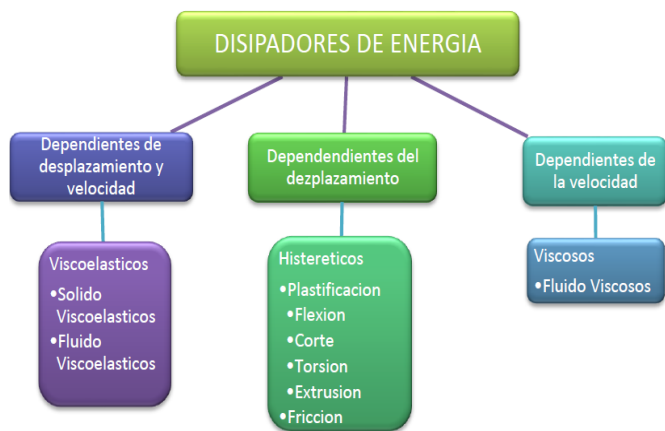 DISIPADORES DE ENERGIA
Dependientes de
desplazamiento y
velocidad
Dependendientes del
dezplazamiento
Dependientes de
la velocidad
Viscoelasticos
•Solido
Viscoelasticos
•Fluido
Viscoelasticos
Histereticos
•Plastificacion
•Flexion
•Corte
•Torsion
•Extrusion
•Friccion
Viscosos
•Fluido Viscosos